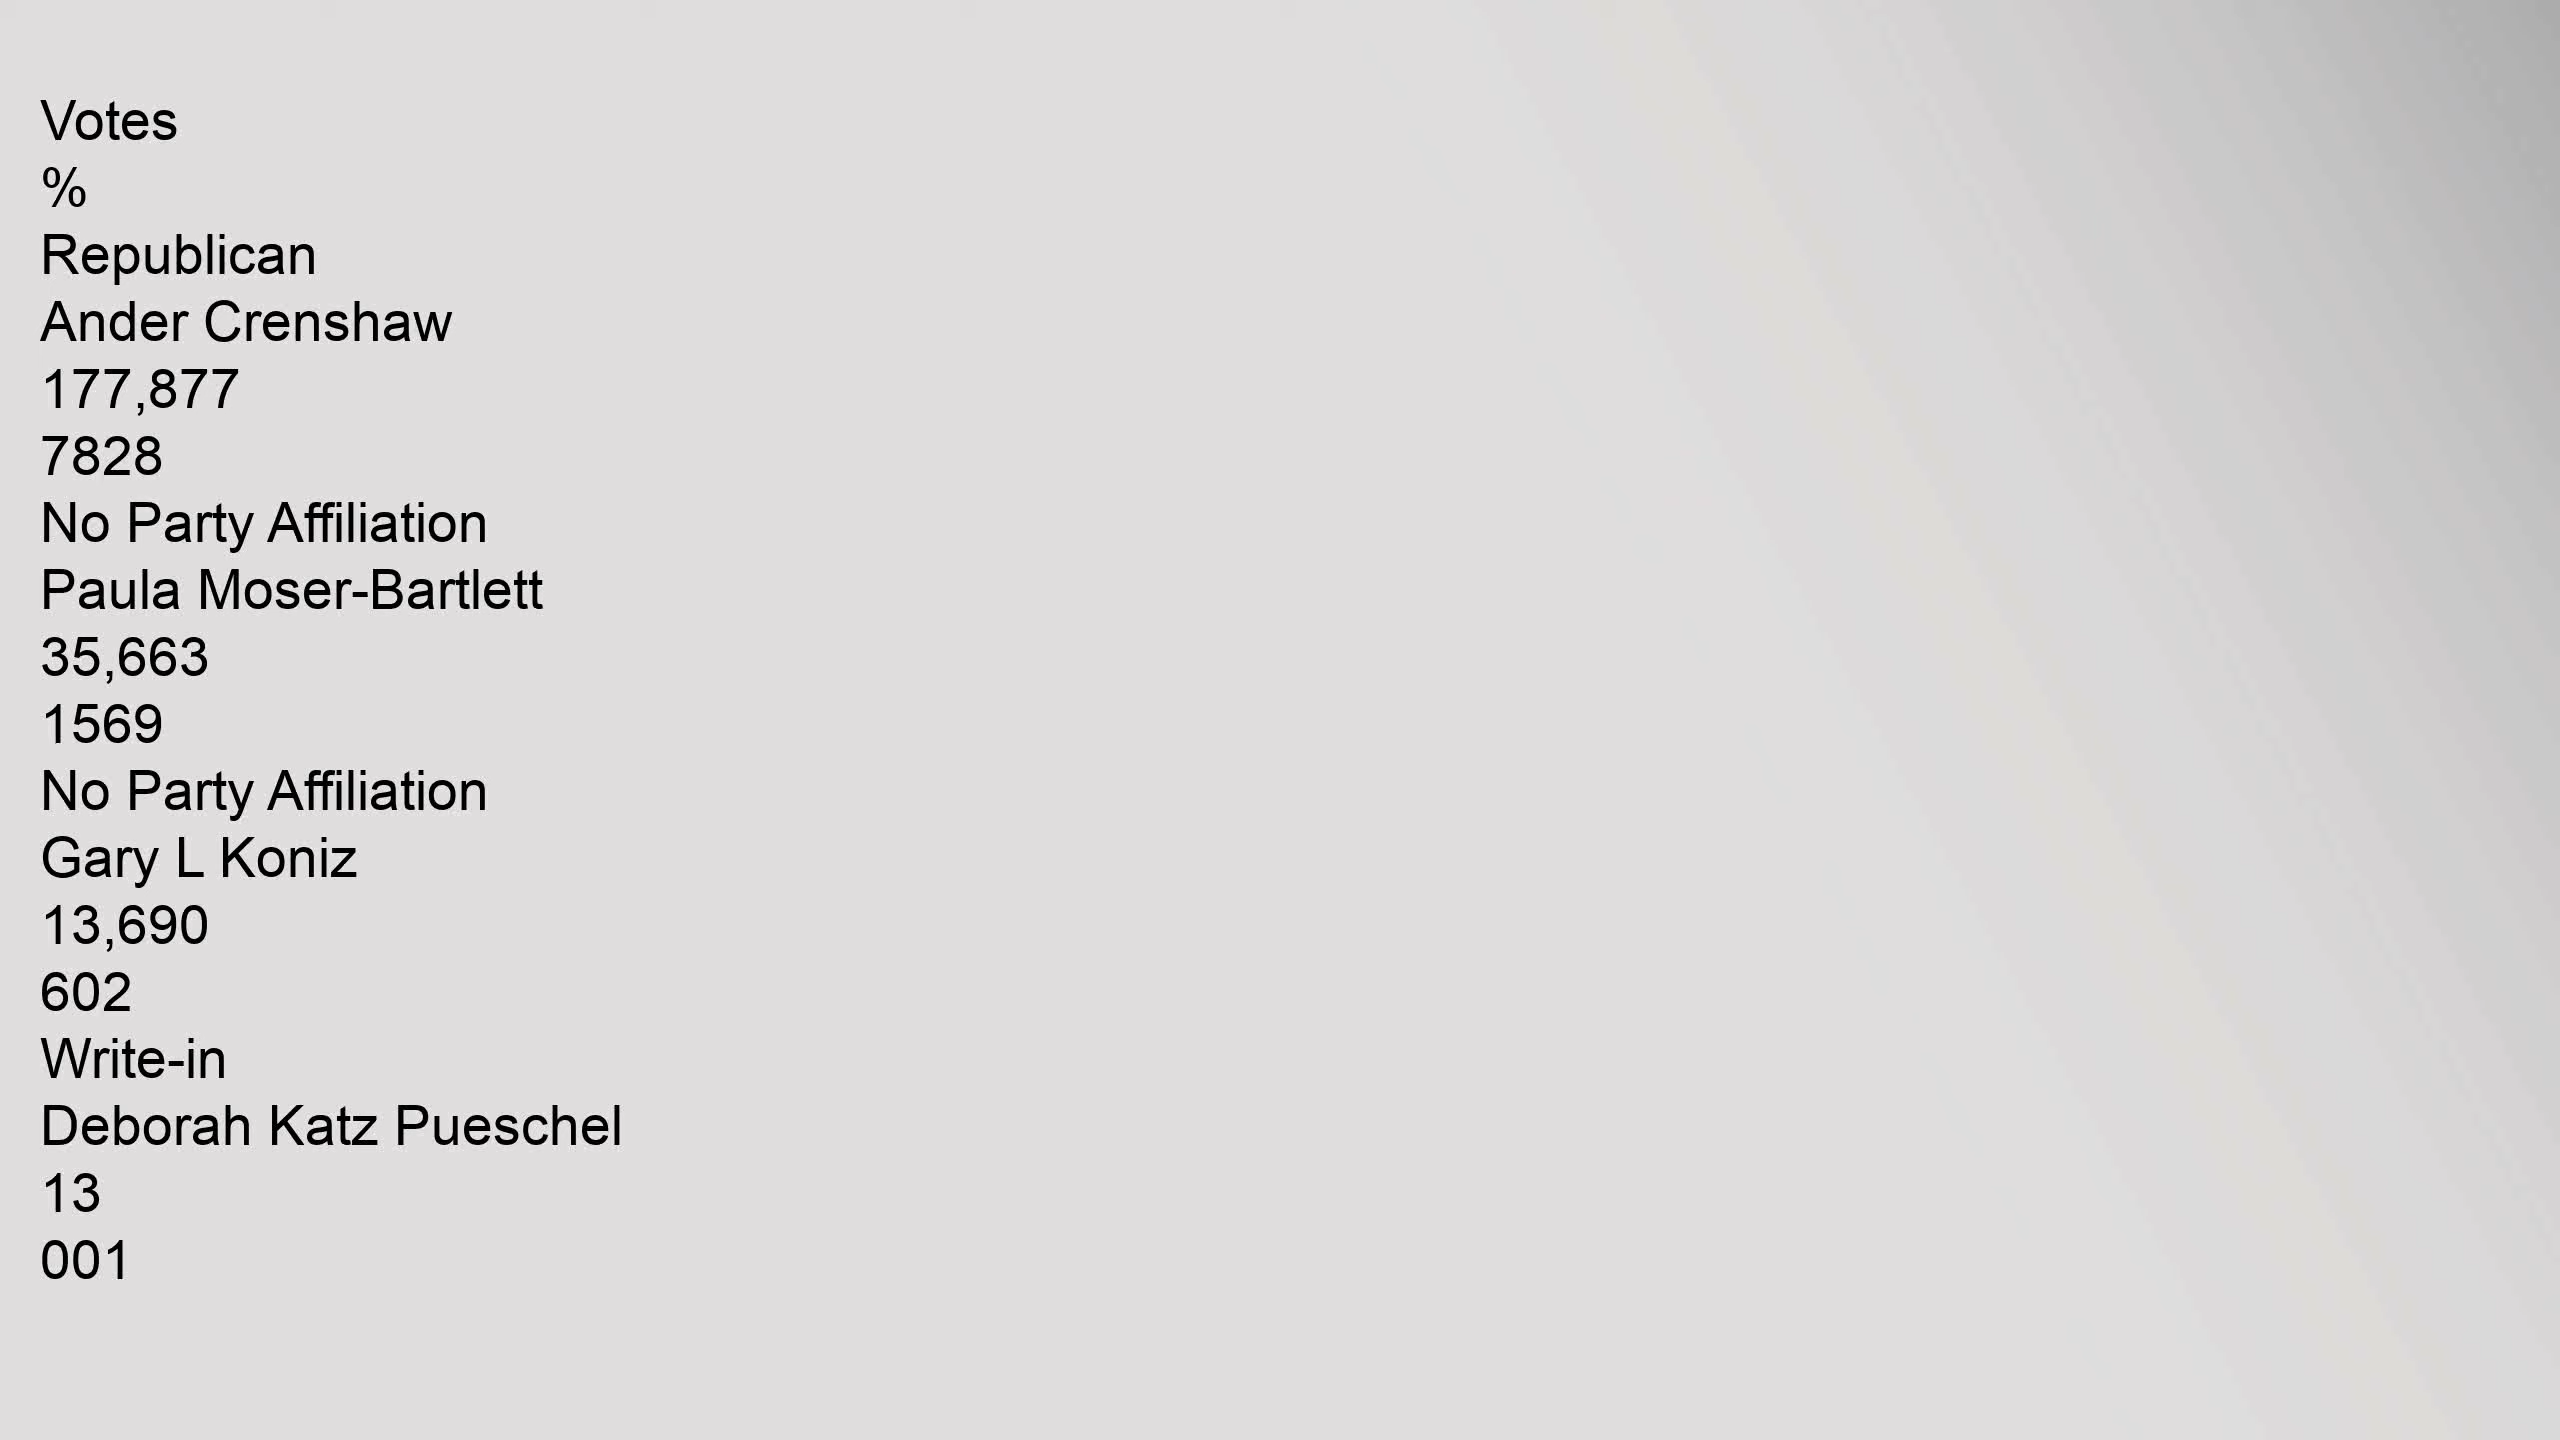 Votes
%
Republican
Ander Crenshaw
177,877
7828
No Party Affiliation
Paula Moser-Bartlett
35,663
1569
No Party Affiliation
Gary L Koniz
13,690
602
Write-in
Deborah Katz Pueschel
13
001